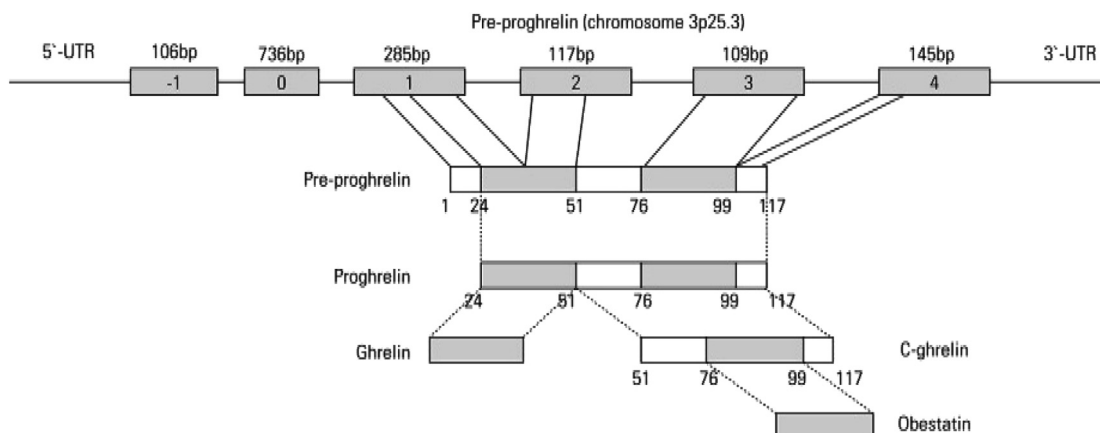 Pre-proghrelin (chromosome 3p25.3)
5`-UTR 106bp 736bp 285bp 117bp 109bp 145bp 3`-UTR
-1 0 1 2 3 4
Pre-proghrelin
1 24 51 76 99 117
Proghrelin
24 51 76 99 117
Ghrelin C-ghrelin
51 76 99 117
Obestatin